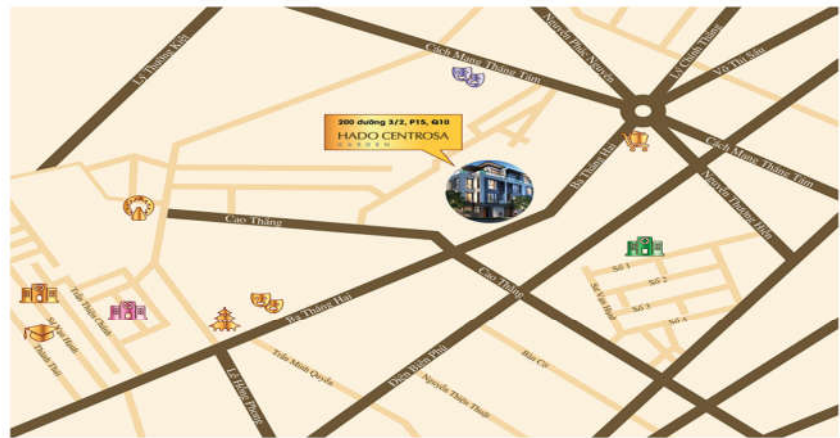 Lý Thường Kiệt
Cách Mạng Tháng Tám
Nguyễn Phúc Nguyên
Lý Chính Thắng
Võ Thị Sáu
200 đường 3/2, P15, Q10
HADO CENTROSA
GARDEN
Ba Tháng Hai
Cách Mạng Tháng Tám
Nguyễn Thượng Hiền
Cao Thắng
Cao Thắng
Số 1
Số 2
Số 3
Số 4
Sư Vạn Hạnh
Trần Thiện Chánh
Sư Vạn Hạnh
Thành Thái
Ba Tháng Hai
Lê Hồng Phong
Trần Minh Quyền
Điện Biên Phủ
Nguyễn Thiện Thuật
Bàn Cờ